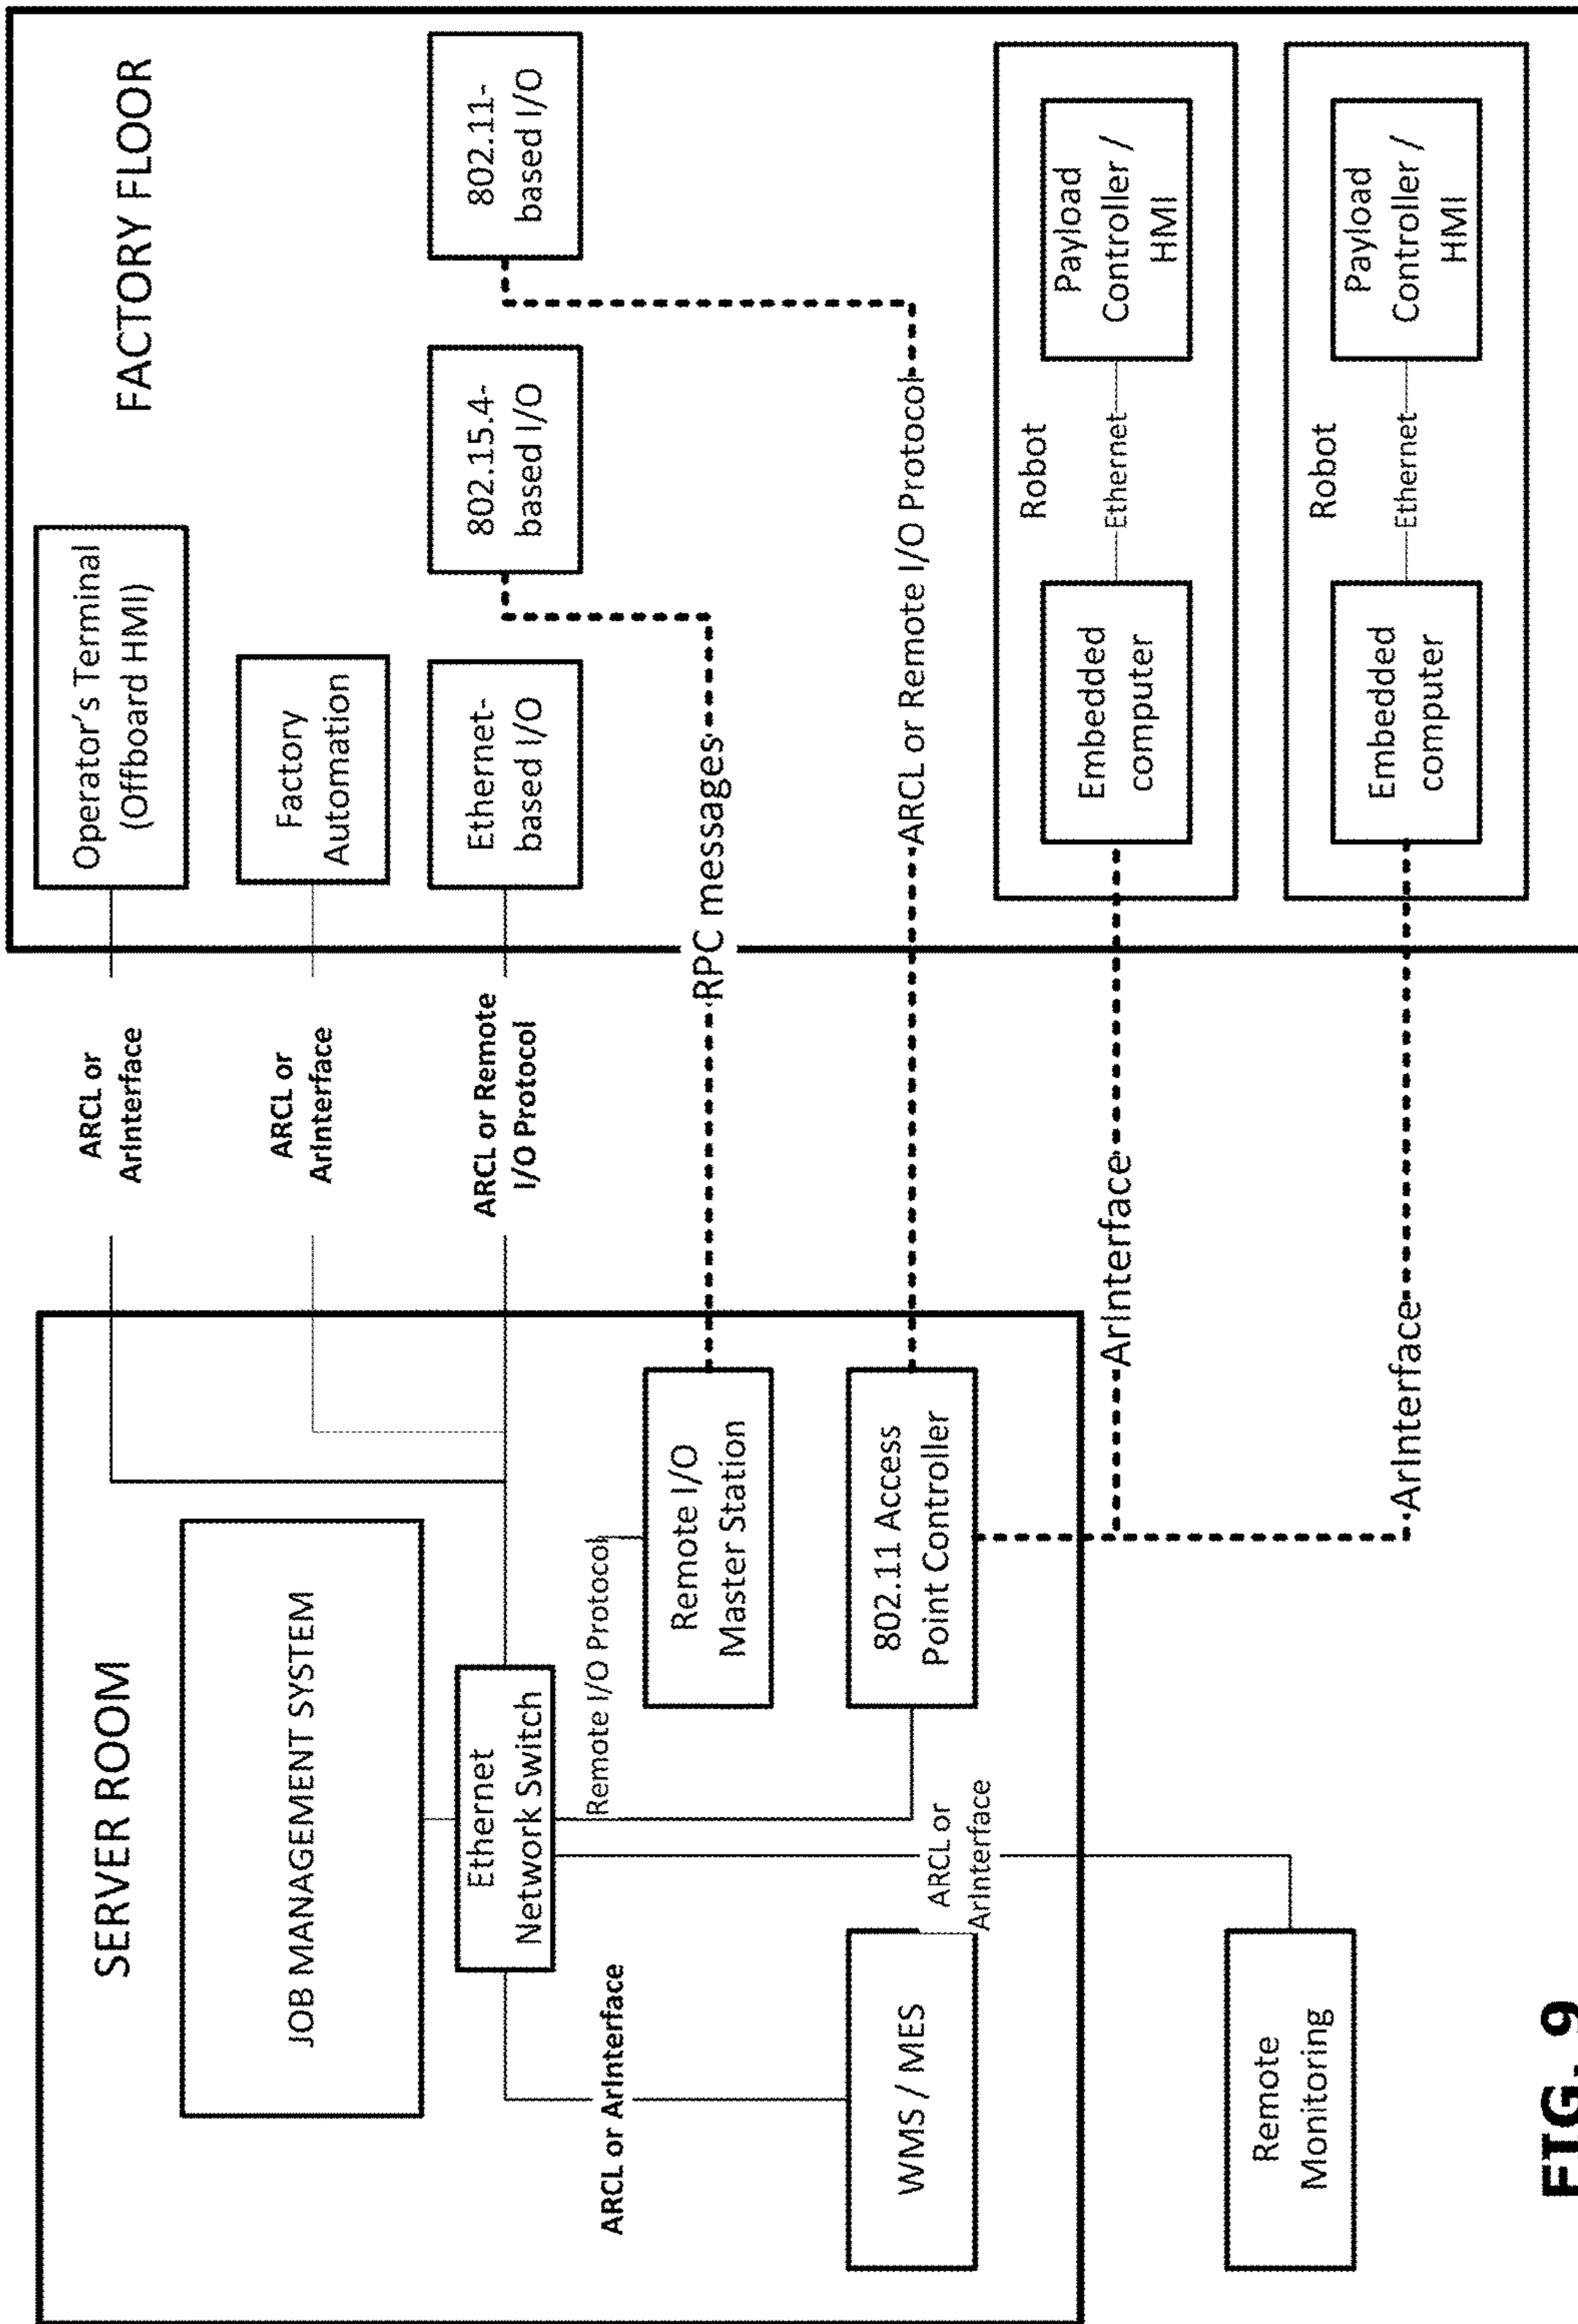 SERVER ROOM
JOB MANAGEMENT SYSTEM
Ethernet
Network Switch
ARCL or ArInterface
WMS / MES
Remote I/O Protocol
Remote I/O
Master Station
802.11 Access
Point Controller
ARCL or
ArInterface
Remote
Monitoring
ARCL or
ArInterface
ARCL or
ArInterface
ARCL or Remote
I/O Protocol
RPC messages
ARCL or Remote I/O Protocol
ArInterface
ArInterface
FACTORY FLOOR
Operator's Terminal
(Offboard HMI)
Factory
Automation
Ethernet-
based I/O
802.15.4-
based I/O
802.11-
based I/O
Robot
Embedded
computer
Ethernet
Payload
Controller /
HMI
Robot
Embedded
computer
Ethernet
Payload
Controller /
HMI
FIG. 9